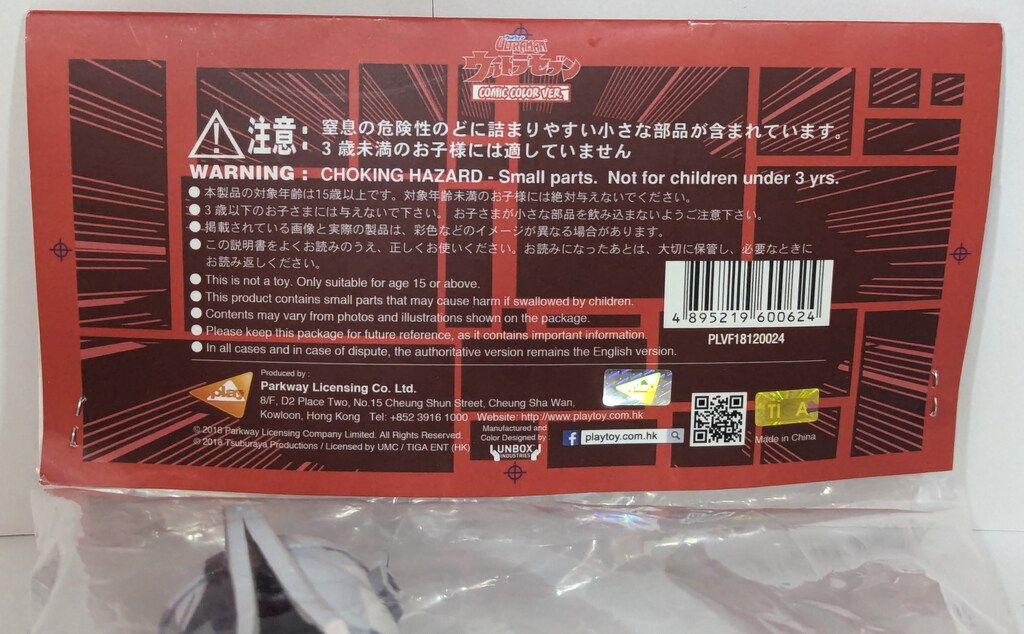 ULTRAMAN
ウルトラセブン
COMIC COLOR VER.
注意: 窒息の危険性のどに詰まりやすい小さな部品が含まれています。
3歳未満のお子様には適していません
WARNING : CHOKING HAZARD - Small parts. Not for children under 3 yrs.
● 本製品の対象年齢は15歳以上です。対象年齢未満のお子様には絶対与えないでください。
● 3歳以下のお子さまには与えないで下さい。 お子さまが小さな部品を飲み込まないようご注意下さい。
● 掲載されている画像と実際の製品は、彩色などのイメージが異なる場合があります。
● この説明書をよくお読みのうえ、正しくお使いください。お読みになったあとは、大切に保管し、必要なときに
お読み返しください。
● This is not a toy. Only suitable for age 15 or above.
● This product contains small parts that may cause harm if swallowed by children.
● Contents may vary from photos and illustrations shown on the package.
● Please keep this package for future reference, as it contains important information.
● In all cases and in case of dispute, the authoritative version remains the English version.
4 895219 600624
PLVF18120024
play
Produced by :
Parkway Licensing Co. Ltd.
8/F, D2 Place Two, No.15 Cheung Shun Street, Cheung Sha Wan,
Kowloon, Hong Kong Tel: +852 3916 1000 Website: http://www.playtoy.com.hk
© 2018 Parkway Licensing Company Limited. All Rights Reserved.
© 2018 Tsuburaya Productions / Licensed by UMC / TIGA ENT (HK)
Manufactured and
Color Designed by :
UNBOX
INDUSTRIES
f playtoy.com.hk
Made in China